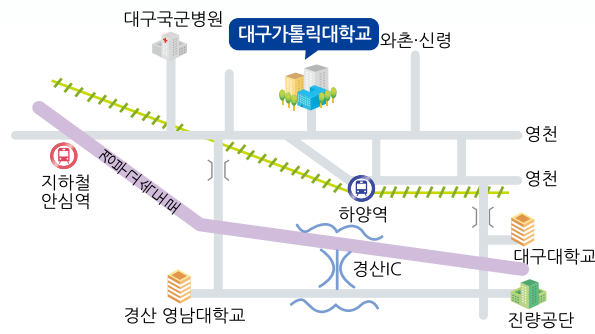 대구국군병원
대구가톨릭대학교
와촌·신령
영천
지하철
안심역
경부고속도로
영천
하양역
대구대학교
경산IC
경산 영남대학교
진량공단